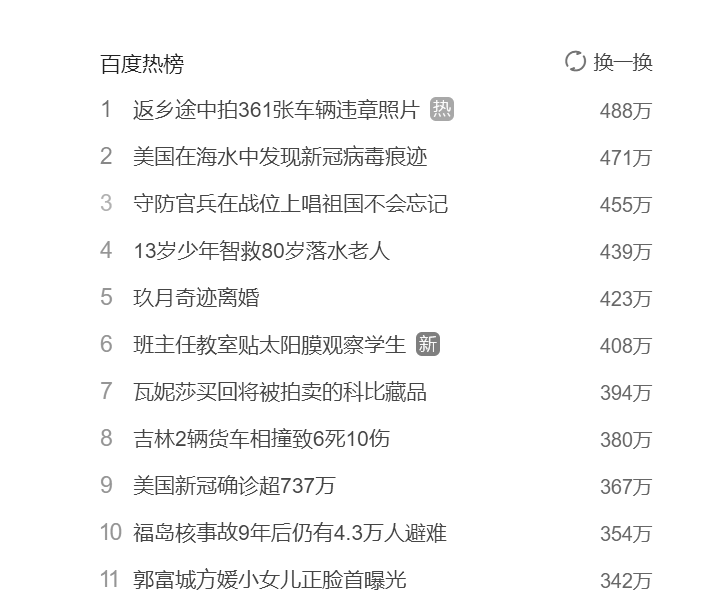 百度热榜 换一换
1 返乡途中拍361张车辆违章照片 热 488万
2 美国在海水中发现新冠病毒痕迹 471万
3 守防官兵在战位上唱祖国不会忘记 455万
4 13岁少年智救80岁落水老人 439万
5 玖月奇迹离婚 423万
6 班主任教室贴太阳膜观察学生 新 408万
7 瓦妮莎买回将被拍卖的科比藏品 394万
8 吉林2辆货车相撞致6死10伤 380万
9 美国新冠确诊超737万 367万
10 福岛核事故9年后仍有4.3万人避难 354万
11 郭富城方媛小女儿正脸首曝光 342万